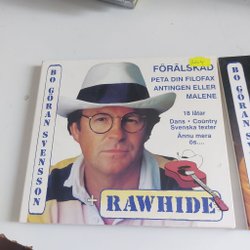 BO GÖRAN SVENSSON
FÖRÄLSKAD
PETA DIN FILOFAX
ANTINGEN ELLER
MALENE
18 låtar
Dans • Country
Svenska texter
Ännu mera
ös....
+ RAWHIDE
BO GÖRAN SVENSSON